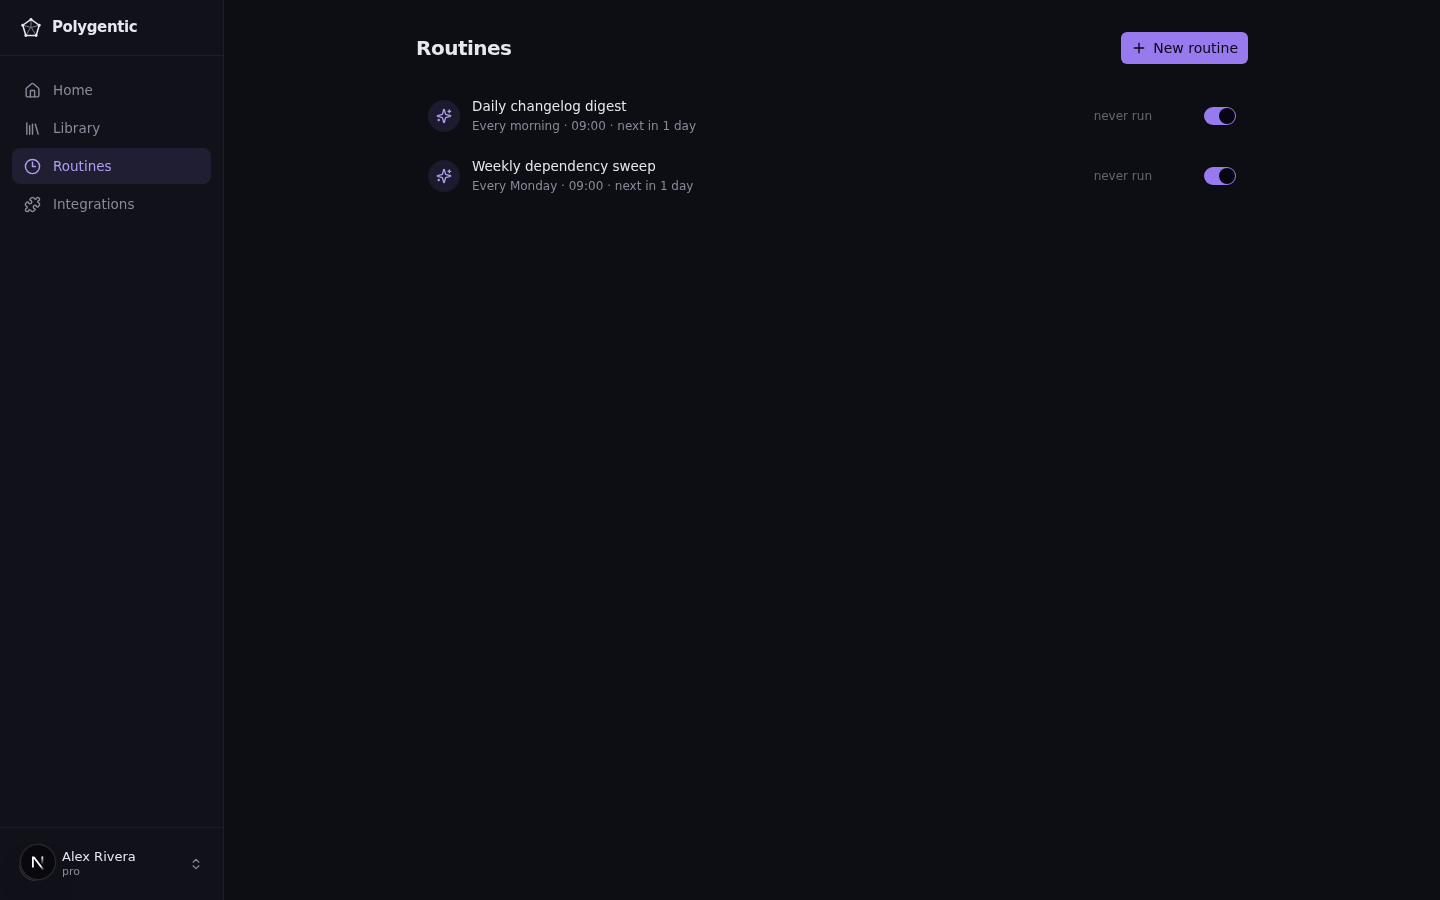 Polygentic
Home
Library
Routines
Integrations
Routines
New routine
Daily changelog digest
Every morning · 09:00 · next in 1 day
never run
Weekly dependency sweep
Every Monday · 09:00 · next in 1 day
never run
N
Alex Rivera
pro